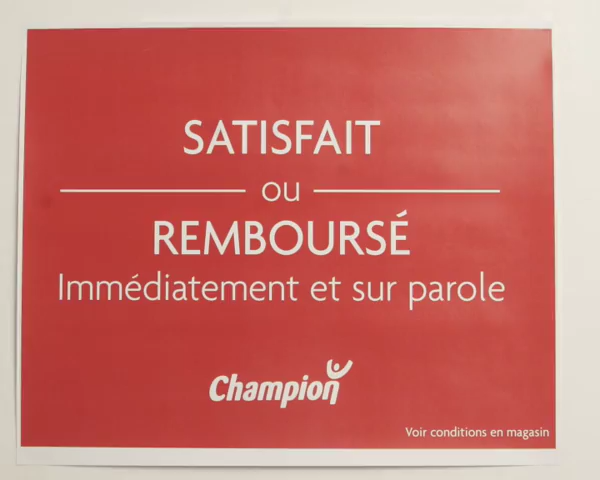 SATISFAIT
ou
REMBOURSÉ
Immédiatement et sur parole
Champion
Voir conditions en magasin